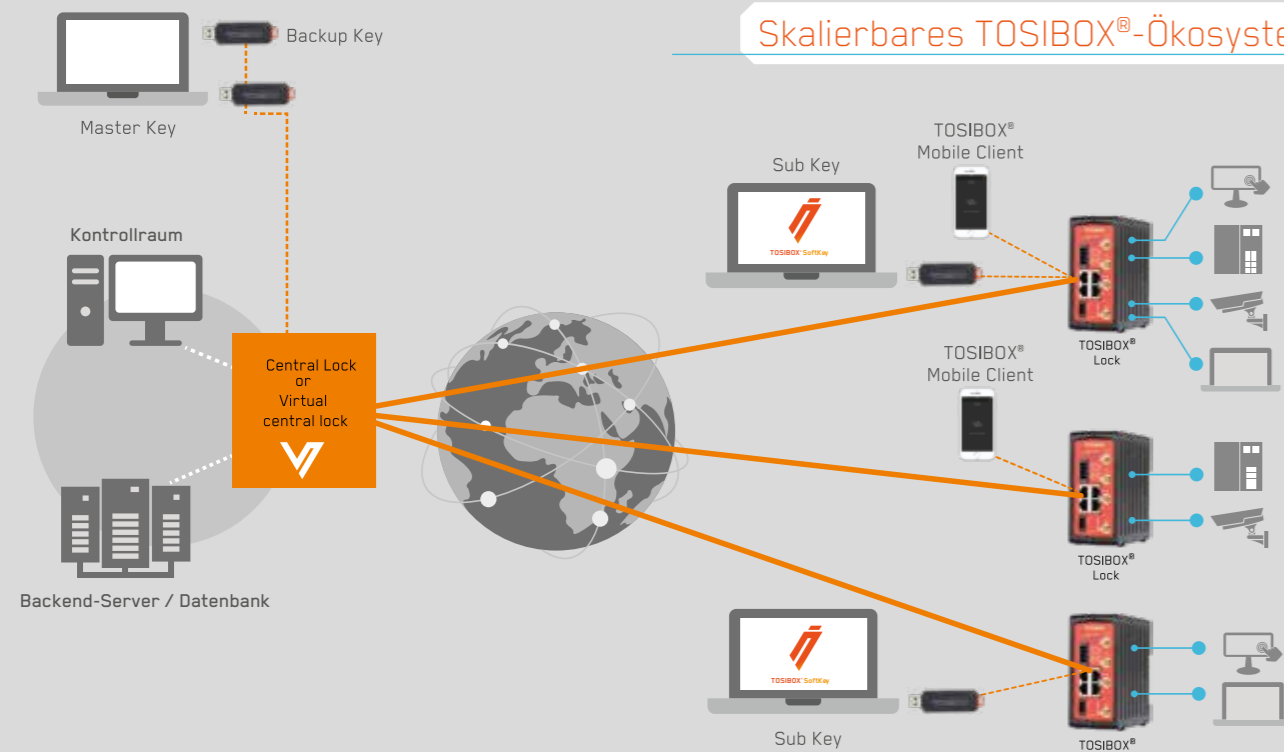 Skalierbares TOSIBOX®-Ökosyste
Backup Key
Master Key
TOSIBOX®
Mobile Client
Sub Key
TOSIBOX® SoftKey
Kontrollraum
TOSIBOX®
Lock
Central Lock
or
Virtual
central lock
TOSIBOX®
Mobile Client
TOSIBOX®
Lock
Backend-Server / Datenbank
TOSIBOX® SoftKey
Sub Key
TOSIBOX®